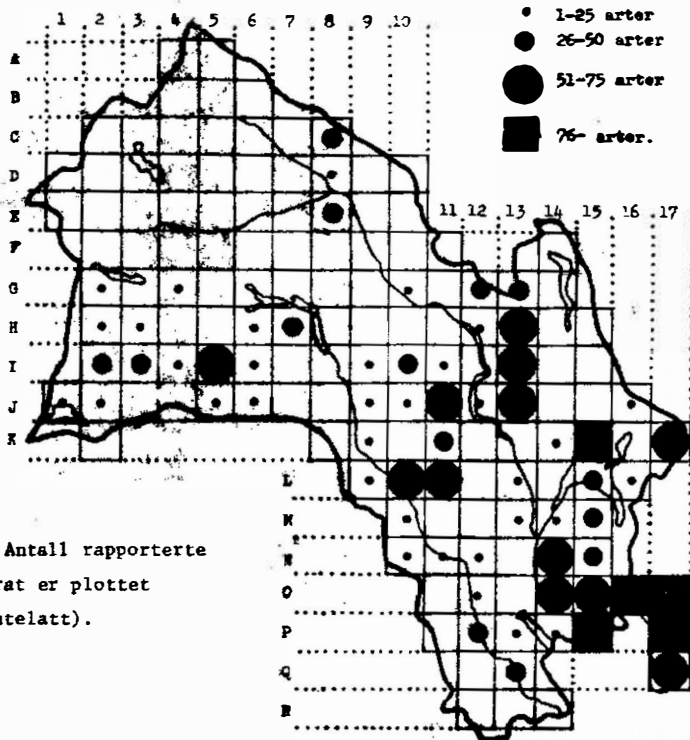 1 2 3 4 5 6 7 8 9 10
1-25 arter
26-50 arter
51-75 arter
76- arter.
A
B
C
D
E
11 12 13 14 15 16 17
F
G
H
I
J
K
L
M
N
O
P
Q
R
Antall rapporterte
rat er plottet
telatt).